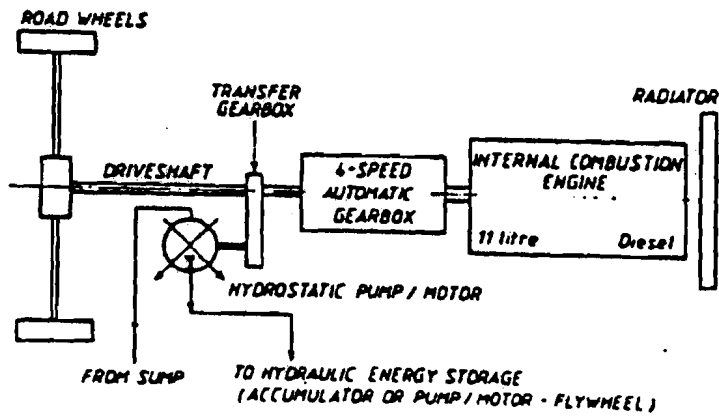 ROAD WHEELS
TRANSFER
GEARBOX
RADIATOR
DRIVESHAFT
4-SPEED
AUTOMATIC
GEARBOX
INTERNAL COMBUSTION
ENGINE
11 litre Diesel
HYDROSTATIC PUMP / MOTOR
FROM SUMP
TO HYDRAULIC ENERGY STORAGE
(ACCUMULATOR OR PUMP / MOTOR - FLYWHEEL)